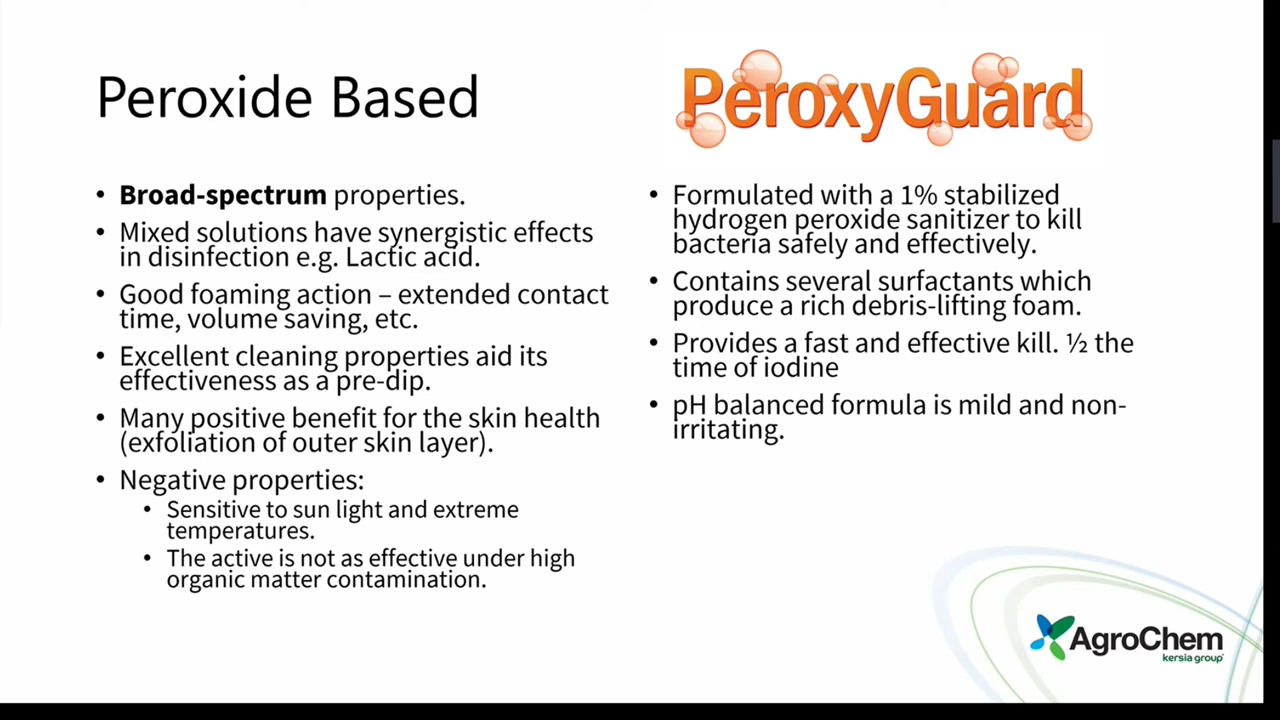 Peroxide Based
• Broad-spectrum properties.
• Mixed solutions have synergistic effects
in disinfection e.g. Lactic acid.
• Good foaming action – extended contact
time, volume saving, etc.
• Excellent cleaning properties aid its
effectiveness as a pre-dip.
• Many positive benefit for the skin health
(exfoliation of outer skin layer).
• Negative properties:
• Sensitive to sun light and extreme
temperatures.
• The active is not as effective under high
organic matter contamination.
PeroxyGuard
• Formulated with a 1% stabilized
hydrogen peroxide sanitizer to kill
bacteria safely and effectively.
• Contains several surfactants which
produce a rich debris-lifting foam.
• Provides a fast and effective kill. ½ the
time of iodine
• pH balanced formula is mild and non-
irritating.
AgroChem
kersia group